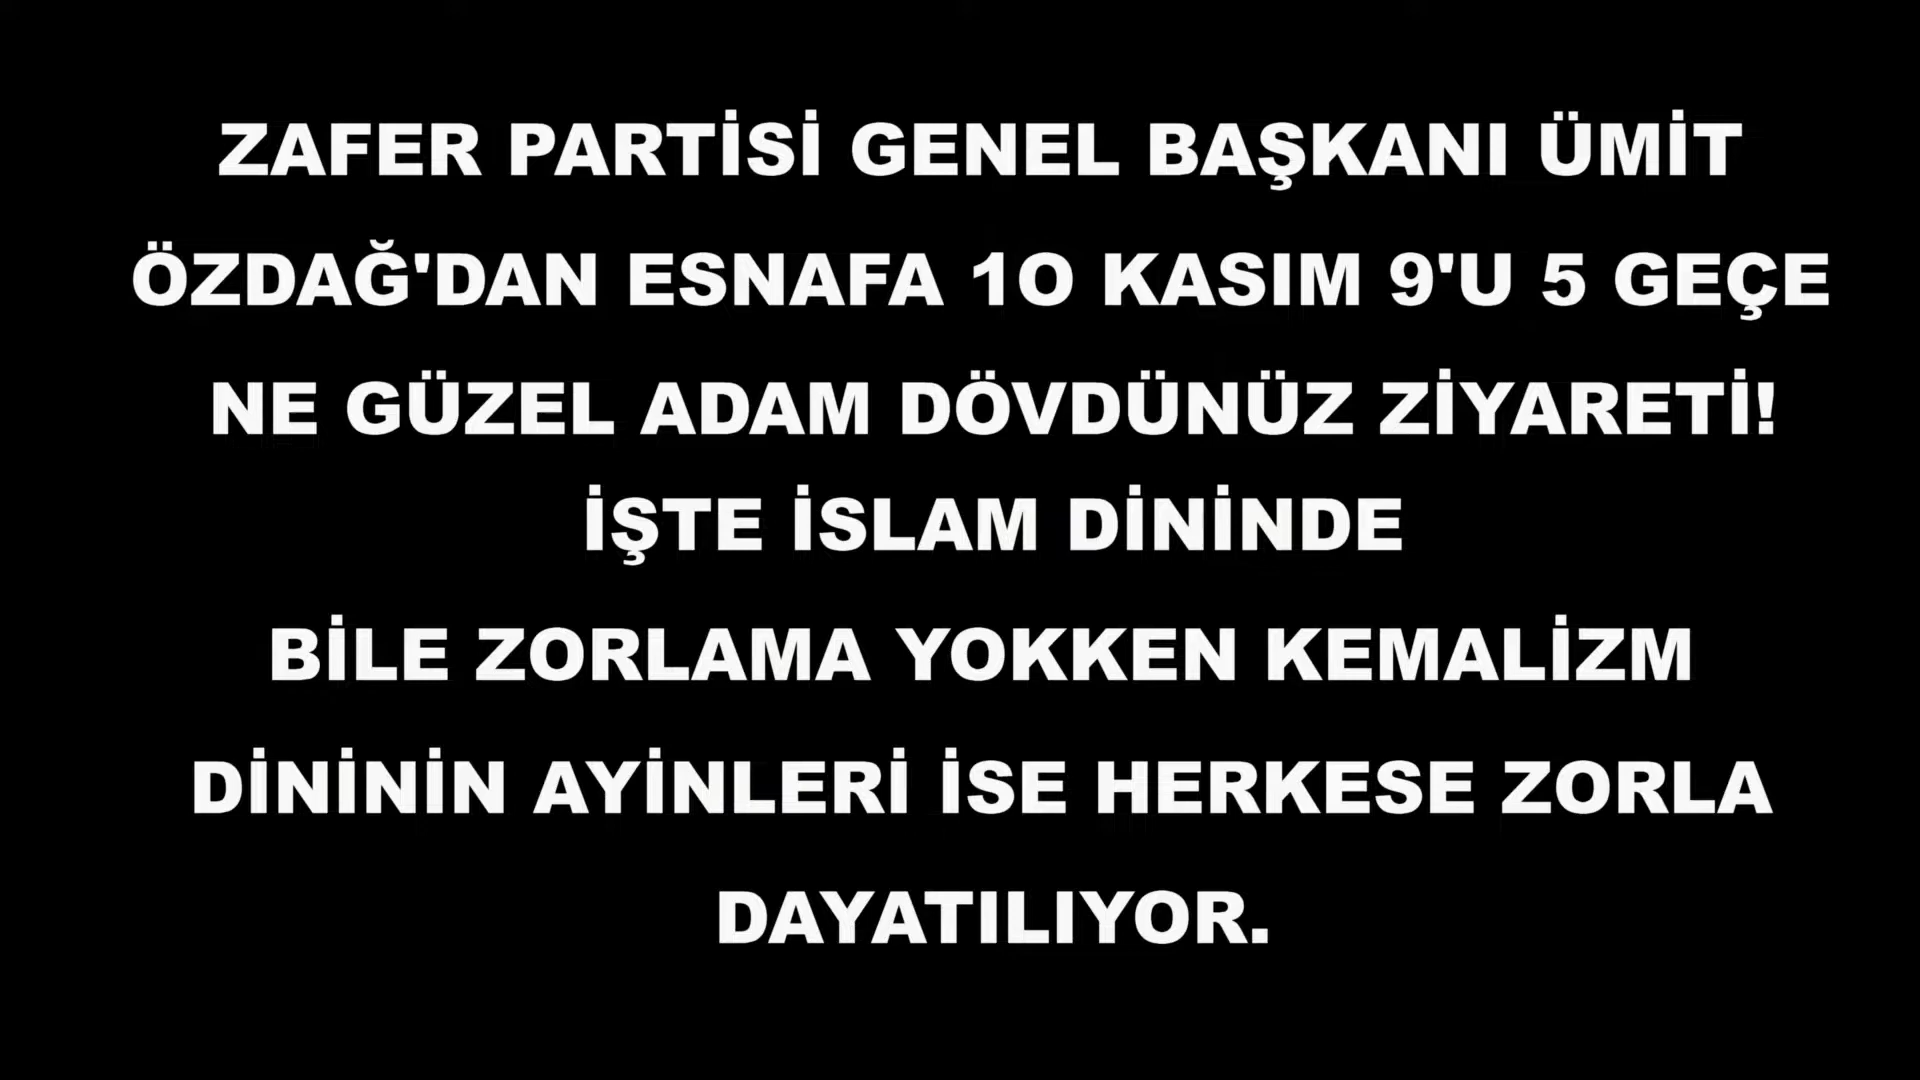 ZAFER PARTİSİ GENEL BAŞKANI ÜMİT
ÖZDAĞ'DAN ESNAFA 1O KASIM 9'U 5 GEÇE
NE GÜZEL ADAM DÖVDÜNÜZ ZİYARETİ!
İŞTE İSLAM DİNİNDE
BİLE ZORLAMA YOKKEN KEMALİZM
DİNİNİN AYİNLERİ İSE HERKESE ZORLA
DAYATILIYOR.